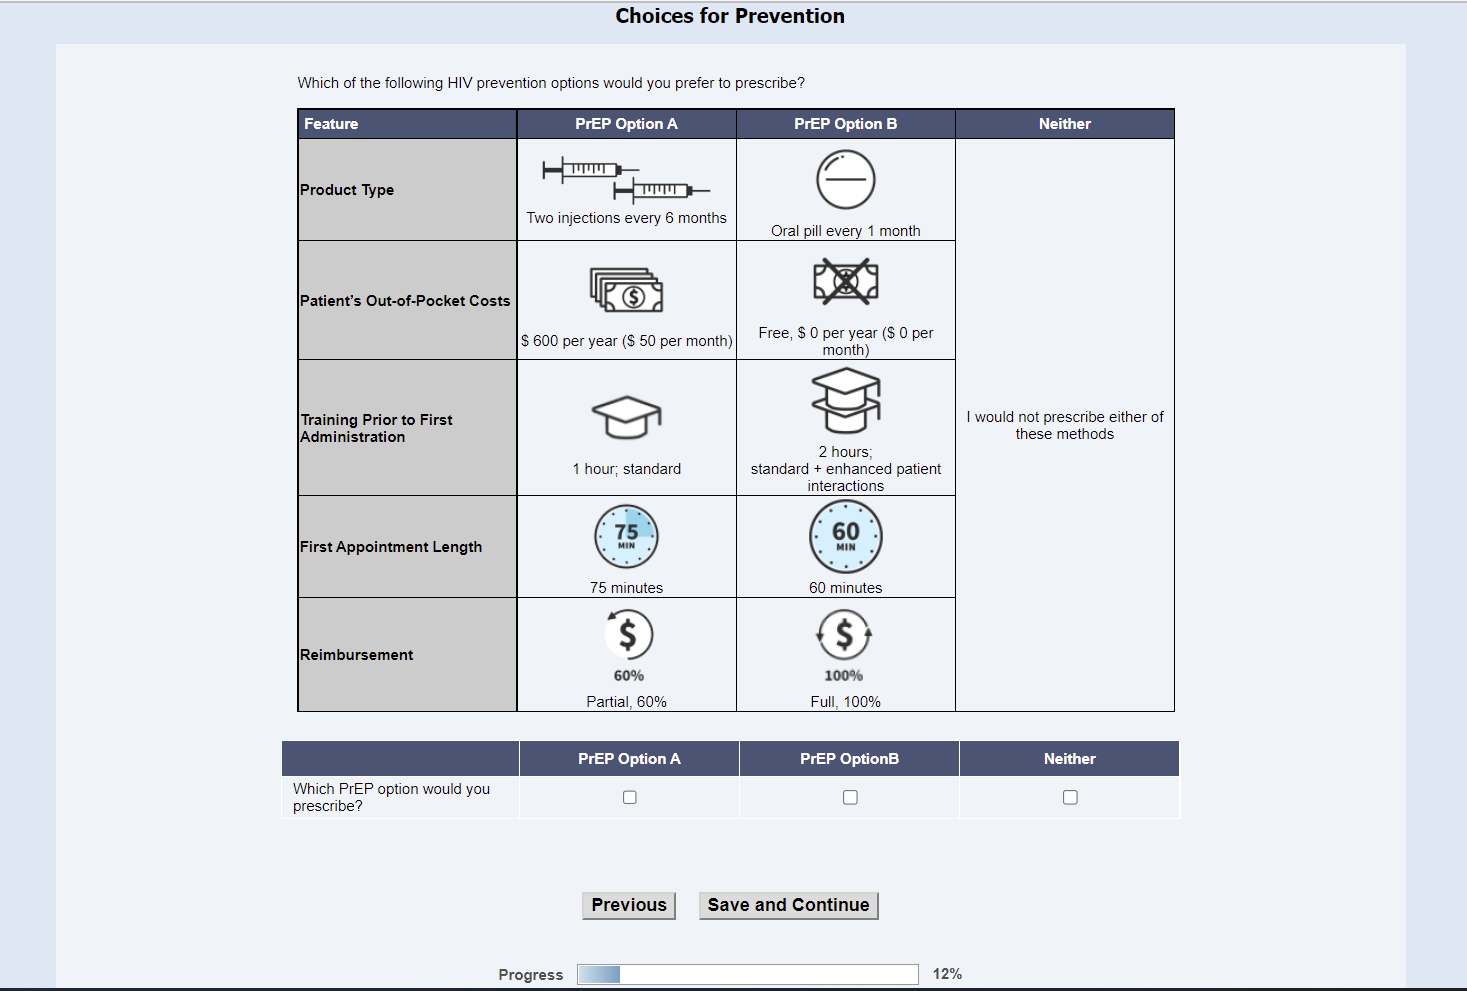 Choices for Prevention
Which of the following HIV prevention options would you prefer to prescribe?
Feature
PrEP Option A
PrEP Option B
Neither
Product Type
Two injections every 6 months
Oral pill every 1 month
I would not prescribe either of
these methods
Patient's Out-of-Pocket Costs
$ 600 per year ($ 50 per month)
Free, $ 0 per year ($ 0 per
month)
Training Prior to First
Administration
1 hour; standard
2 hours;
standard + enhanced patient
interactions
First Appointment Length
75
MIN
75 minutes
60
MIN
60 minutes
Reimbursement
$
60%
Partial, 60%
$
100%
Full, 100%
PrEP Option A
PrEP OptionB
Neither
Which PrEP option would you
prescribe?
Previous
Save and Continue
Progress
12%